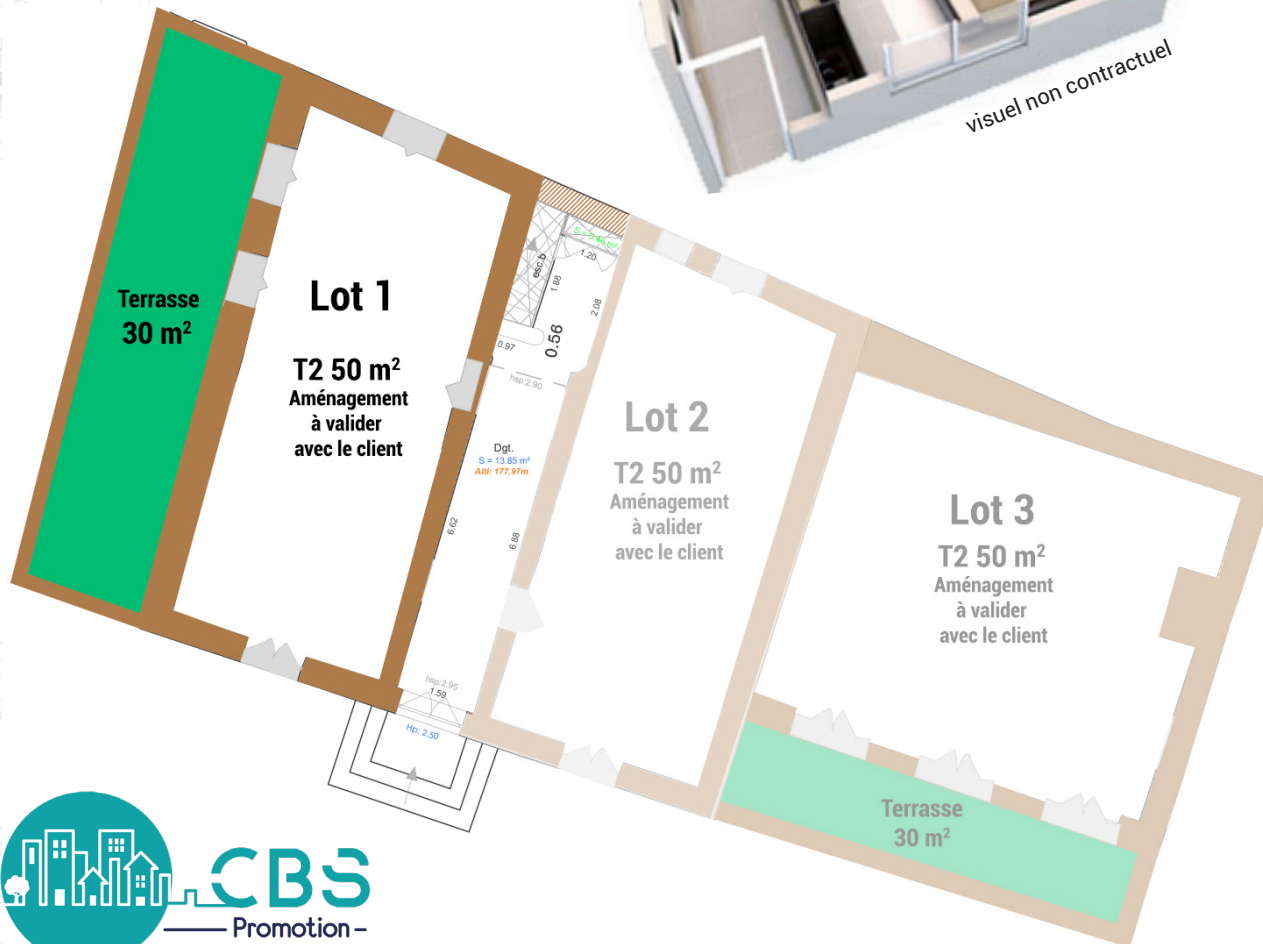 visuel non contractuel
Terrasse
30 m²
Lot 1
T2 50 m²
Aménagement
à valider
avec le client
S = 0.46 m²
1.20
esc.b
1.88
2.08
0.97
0.56
hsp:2.90
Dgt.
S = 13.85 m²
Alti: 177.97m
6.62
6.88
hsp:2.95
1.59
Hp: 2.50
Lot 2
T2 50 m²
Aménagement
à valider
avec le client
Lot 3
T2 50 m²
Aménagement
à valider
avec le client
Terrasse
30 m²
CBS
Promotion